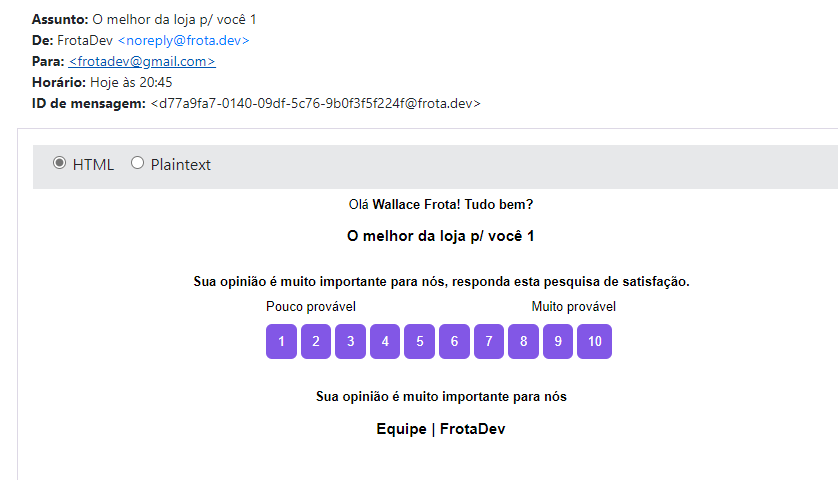 Assunto: O melhor da loja p/ você 1
De: FrotaDev <noreply@frota.dev>
Para: <frotadev@gmail.com>
Horário: Hoje às 20:45
ID de mensagem: <d77a9fa7-0140-09df-5c76-9b0f3f5f224f@frota.dev>
HTML Plaintext
Olá Wallace Frota! Tudo bem?
O melhor da loja p/ você 1
Sua opinião é muito importante para nós, responda esta pesquisa de satisfação.
Pouco provável Muito provável
1 2 3 4 5 6 7 8 9 10
Sua opinião é muito importante para nós
Equipe | FrotaDev